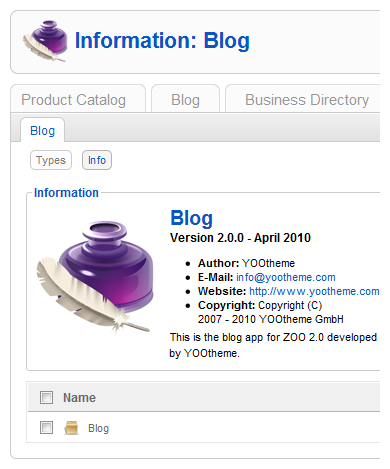 Information: Blog
Product Catalog
Blog
Business Directory
Blog
Types
Info
Information
Blog
Version 2.0.0 - April 2010
Author: YOOtheme
E-Mail: info@yootheme.com
Website: http://www.yootheme.com
Copyright: Copyright (C)
2007 - 2010 YOOtheme GmbH
This is the blog app for ZOO 2.0 developed
by YOOtheme.
Name
Blog